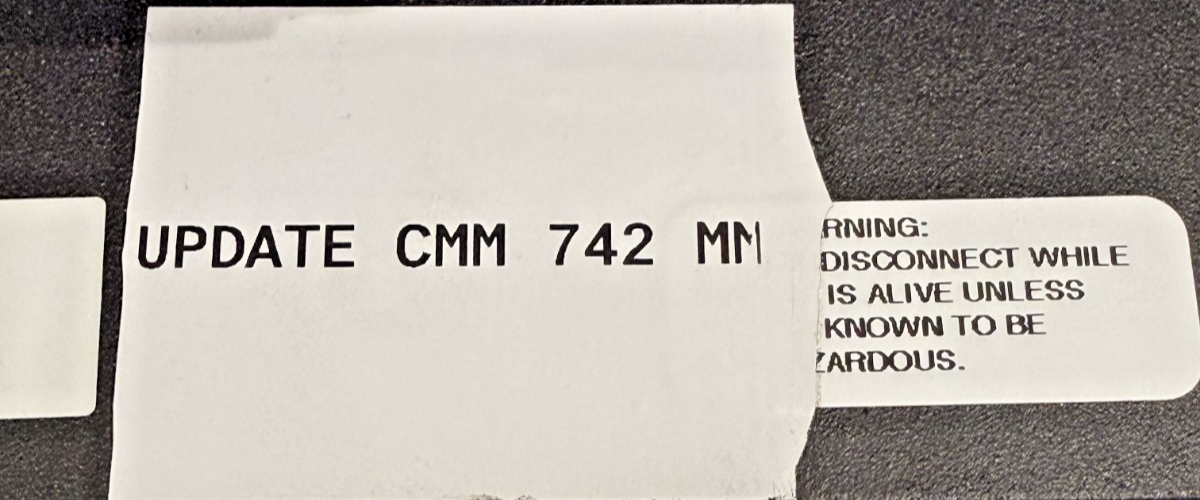 UPDATE CMM 742 MM
RNING:
DISCONNECT WHILE
IS ALIVE UNLESS
KNOWN TO BE
ZARDOUS.